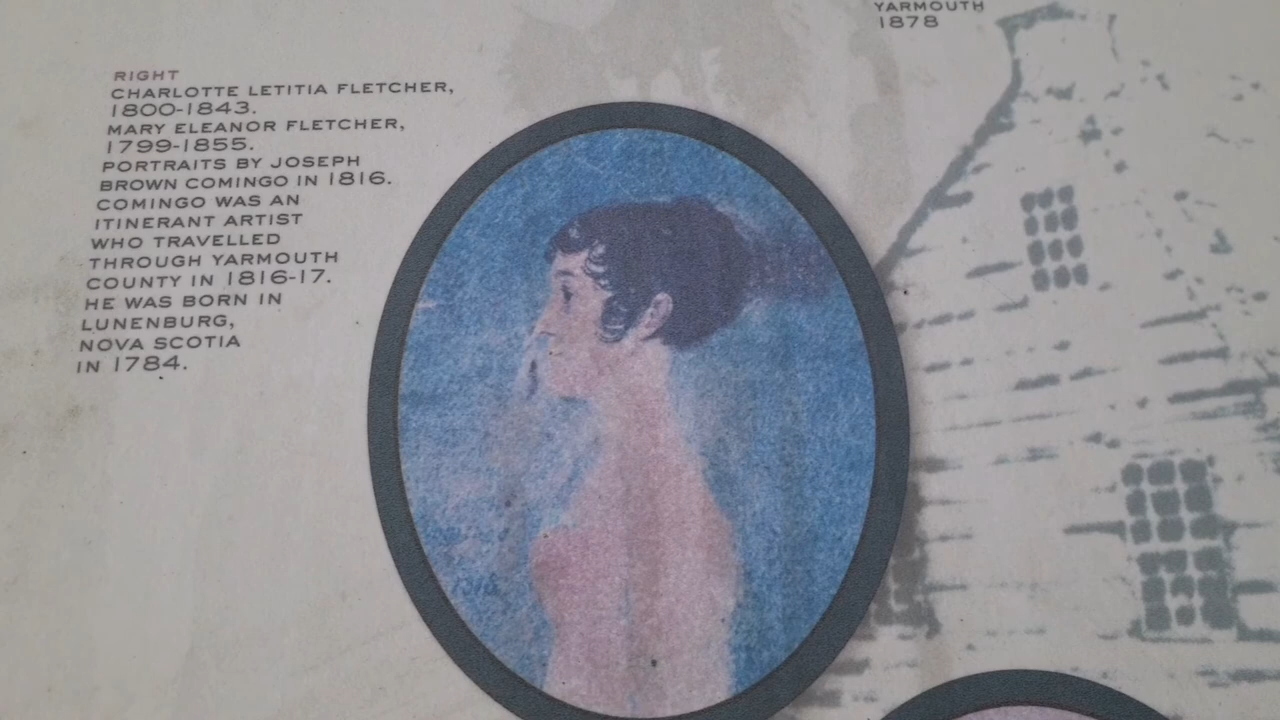 YARMOUTH
1878
RIGHT
CHARLOTTE LETITIA FLETCHER,
1800-1843.
MARY ELEANOR FLETCHER,
1799-1855.
PORTRAITS BY JOSEPH
BROWN COMINGO IN 1816.
COMINGO WAS AN
ITINERANT ARTIST
WHO TRAVELLED
THROUGH YARMOUTH
COUNTY IN 1816-17.
HE WAS BORN IN
LUNENBURG,
NOVA SCOTIA
IN 1784.